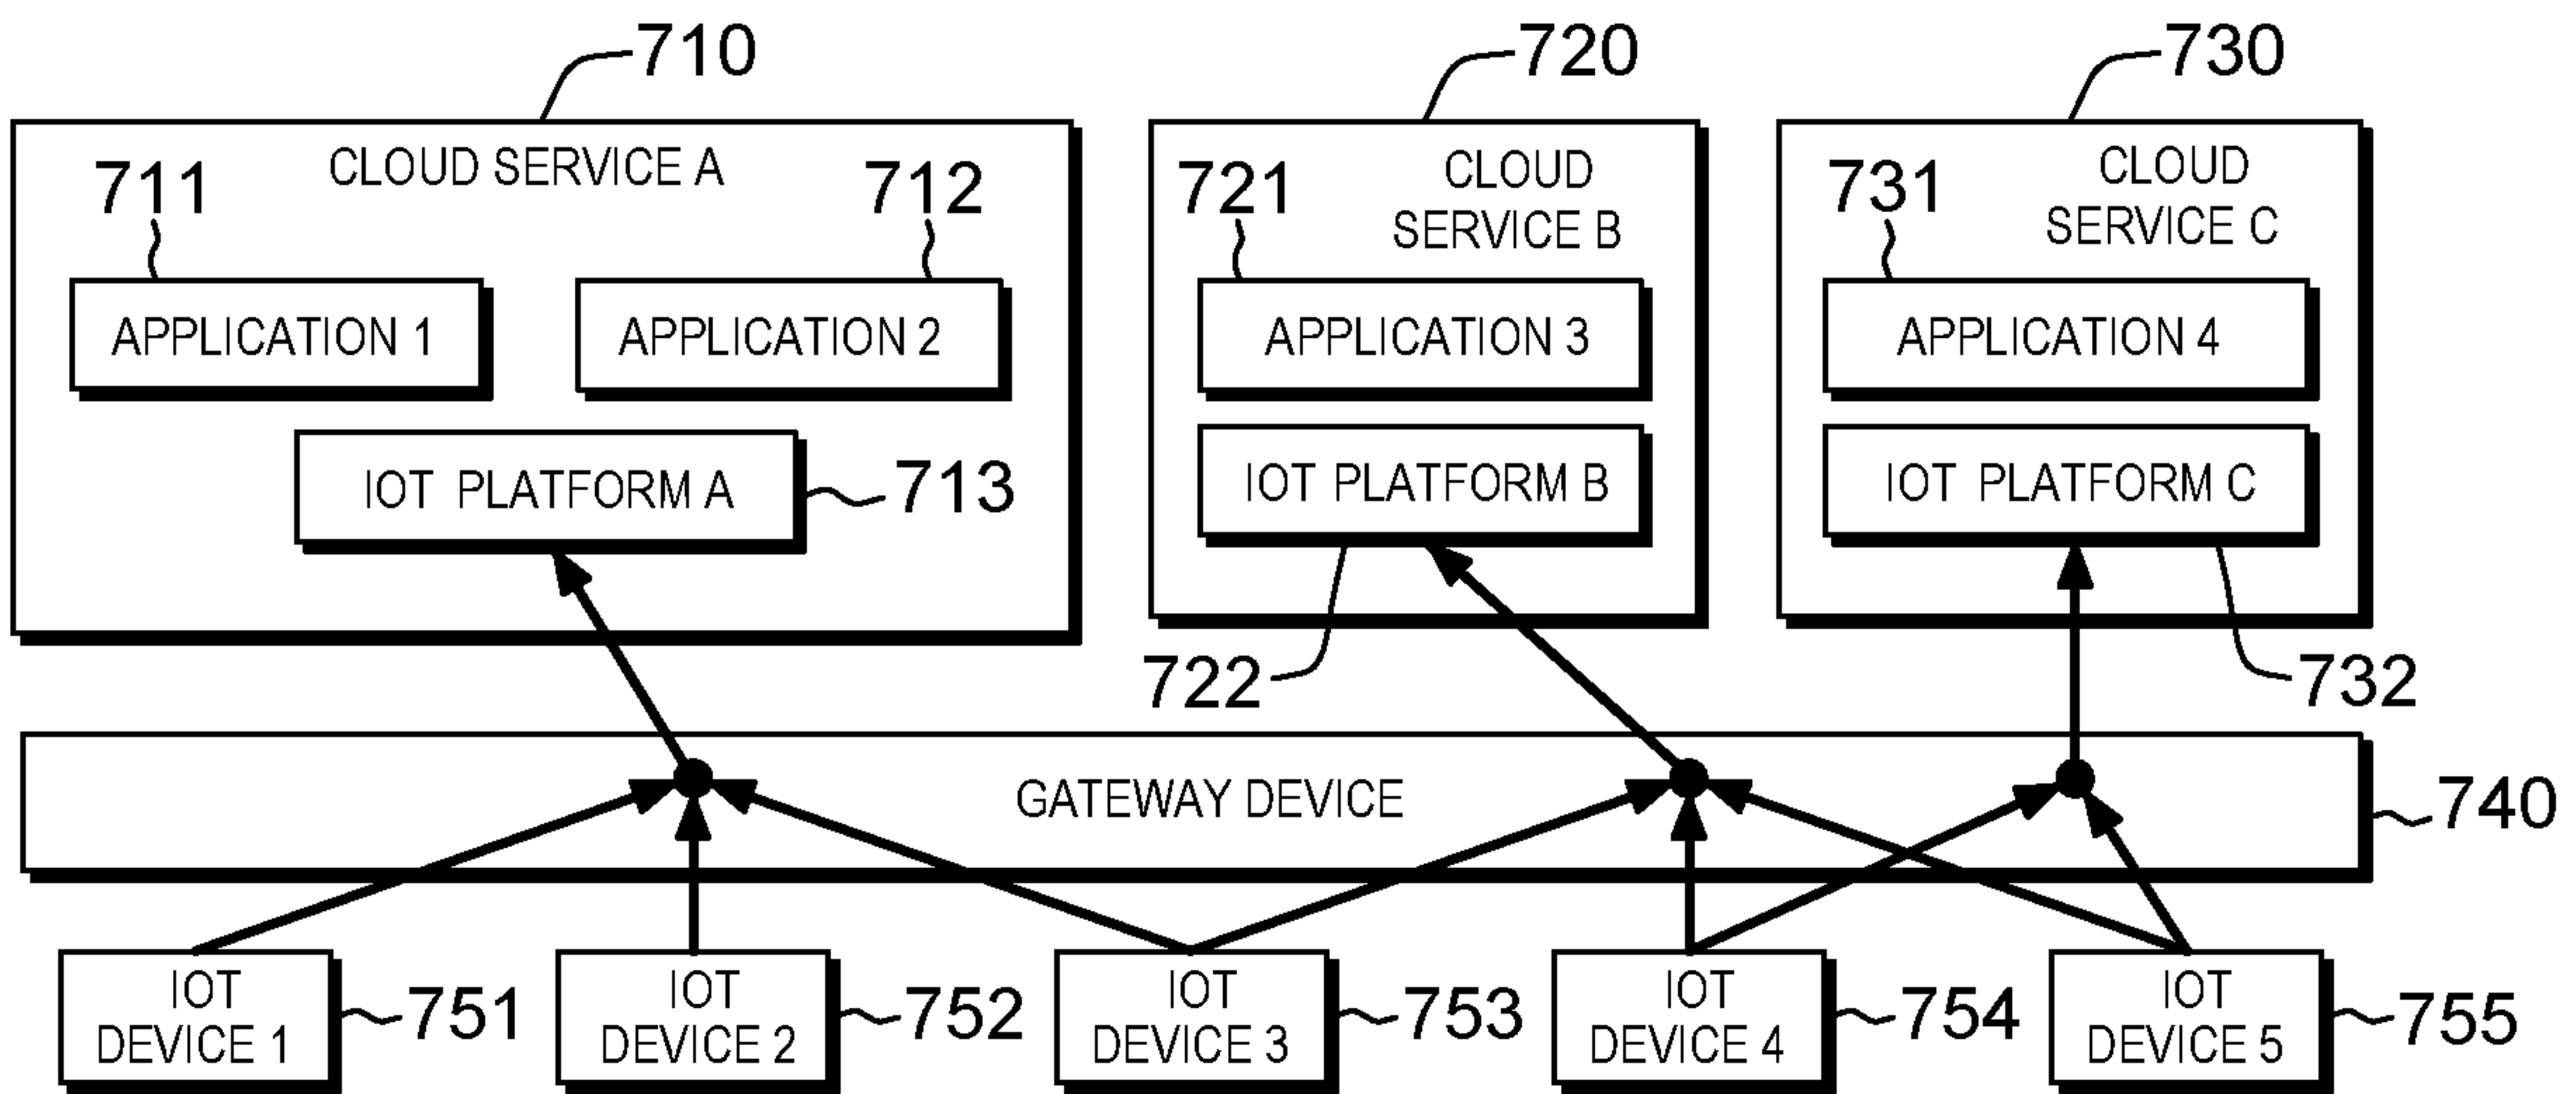 710
720
730
CLOUD SERVICE A
711
712
721
CLOUD
SERVICE B
731
CLOUD
SERVICE C
APPLICATION 1
APPLICATION 2
APPLICATION 3
APPLICATION 4
IOT PLATFORM A
713
IOT PLATFORM B
IOT PLATFORM C
722
732
GATEWAY DEVICE
740
IOT
DEVICE 1
751
IOT
DEVICE 2
752
IOT
DEVICE 3
753
IOT
DEVICE 4
754
IOT
DEVICE 5
755